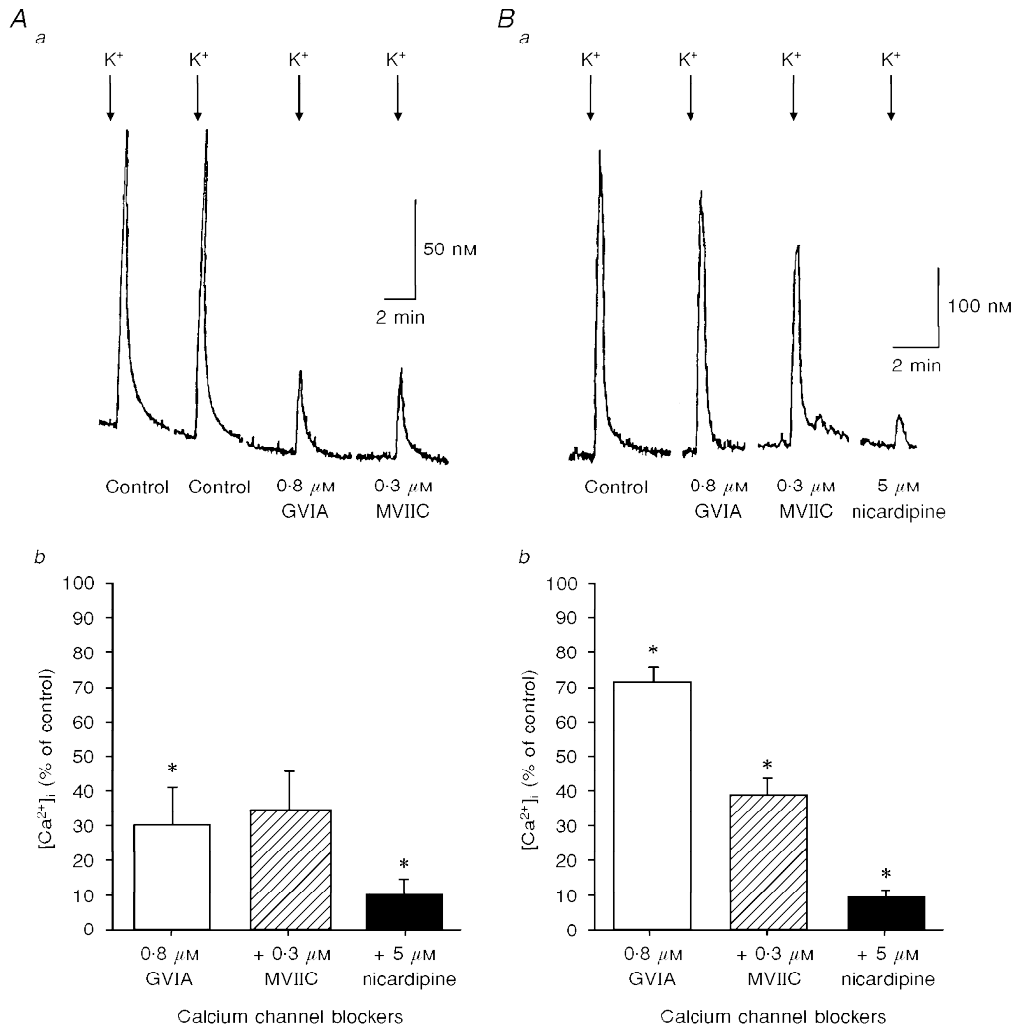 A
a
K+ K+ K+ K+
50 nM
2 min
Control Control 0·8 μM 0·3 μM
GVIA MVIIC
B
a
K+ K+ K+ K+
100 nM
2 min
Control 0·8 μM 0·3 μM 5 μM
GVIA MVIIC nicardipine
b
[Ca2+]i (% of control)
100
90
80
70
60
50
40
30
20
10
0
*
*
0·8 μM + 0·3 μM + 5 μM
GVIA MVIIC nicardipine
Calcium channel blockers
b
[Ca2+]i (% of control)
100
90
80
70
60
50
40
30
20
10
0
*
*
*
0·8 μM + 0·3 μM + 5 μM
GVIA MVIIC nicardipine
Calcium channel blockers